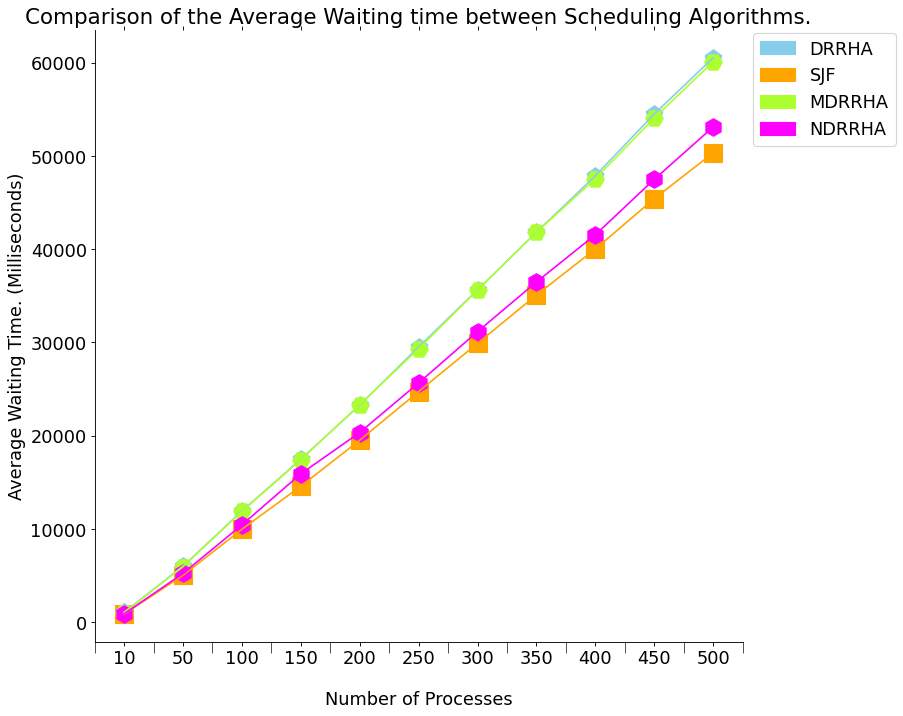 Comparison of the Average Waiting time between Scheduling Algorithms.
DRRHA
SJF
MDRRHA
NDRRHA
Average Waiting Time. (Milliseconds)
60000
50000
40000
30000
20000
10000
0
10 50 100 150 200 250 300 350 400 450 500
Number of Processes